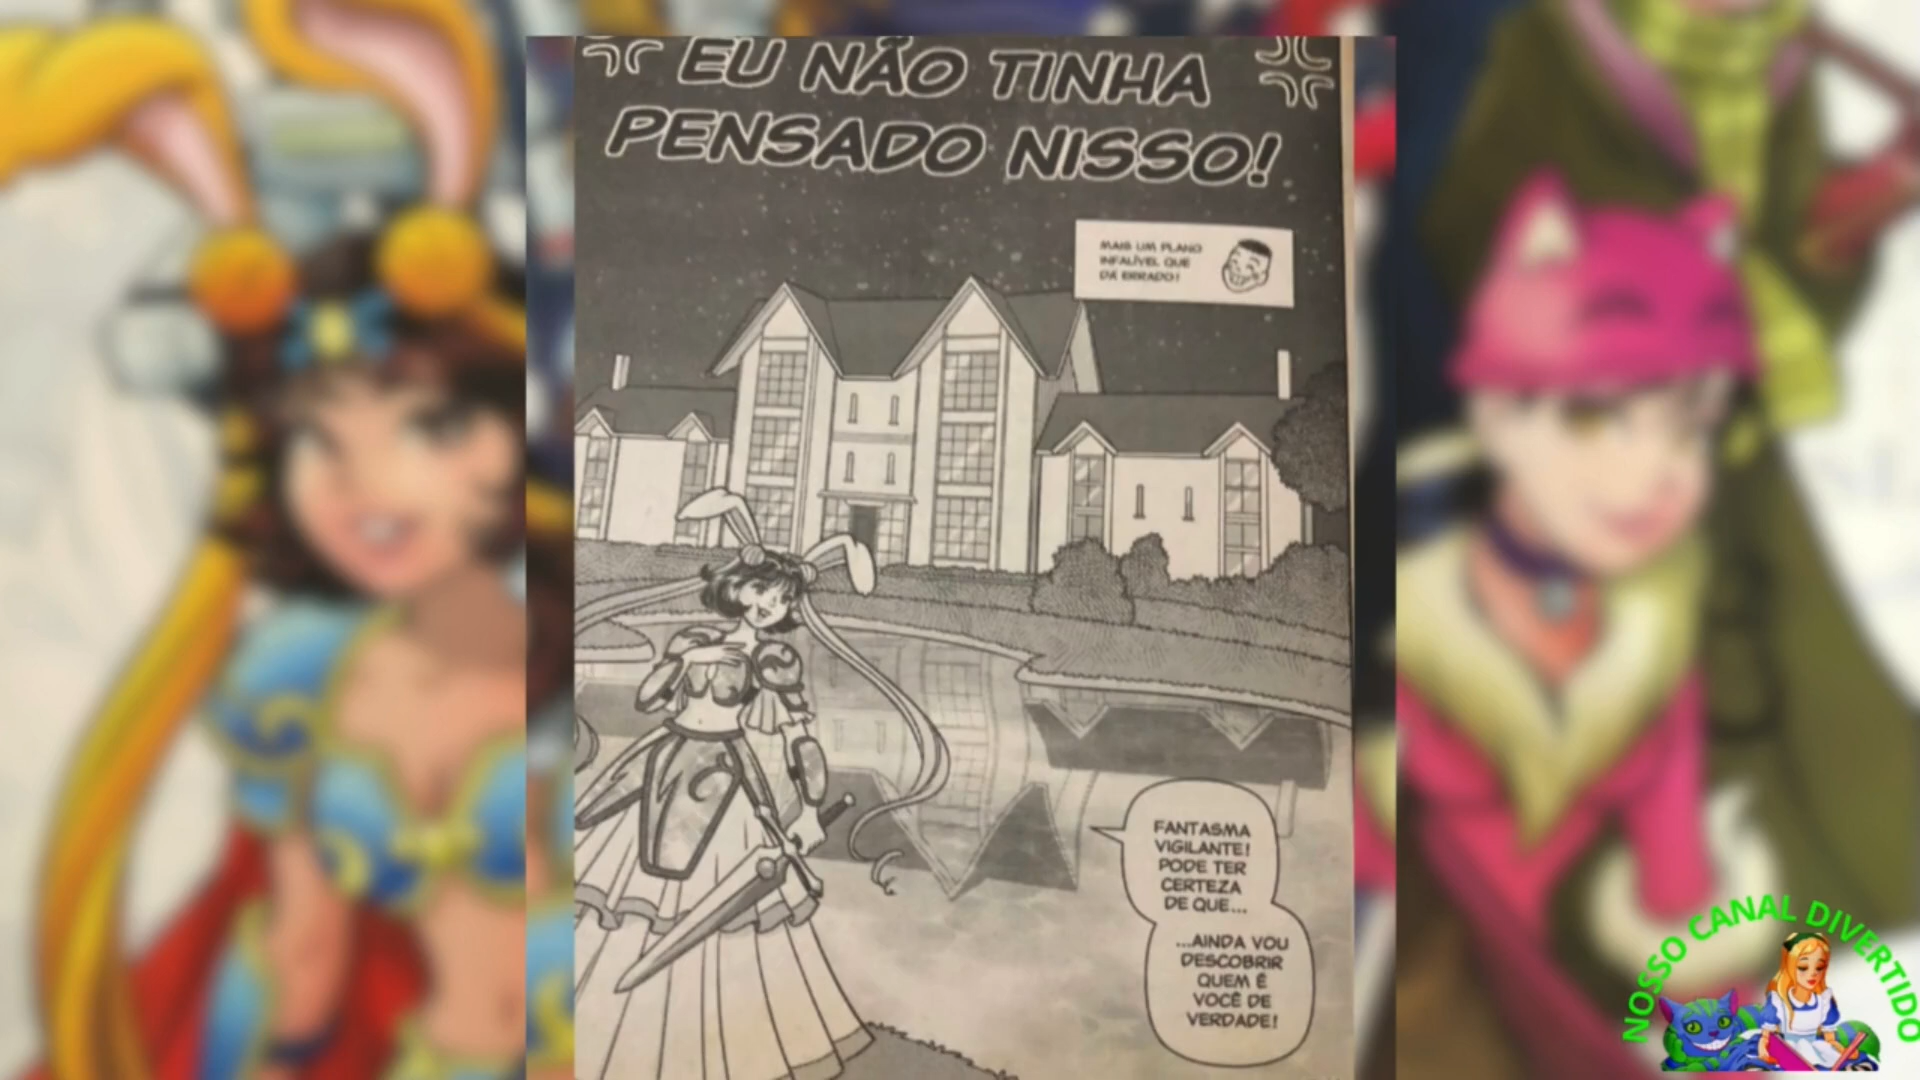 EU NÃO TINHA
PENSADO NISSO!
MAIS UM PLANO
INFALÍVEL QUE
DÁ ERRADO!
FANTASMA
VIGILANTE!
PODE TER
CERTEZA
DE QUE...
...AINDA VOU
DESCOBRIR
QUEM É
VOCÊ DE
VERDADE!
NOSSO CANAL DIVERTIDO